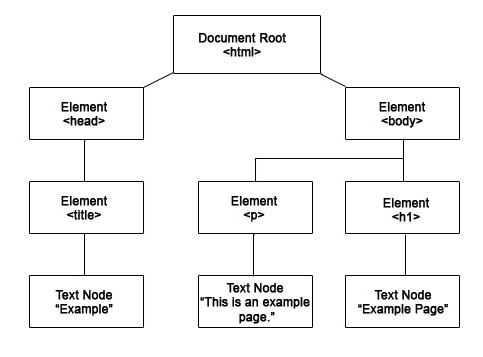 Document Root
<html>
Element
<head>
Element
<body>
Element
<title>
Element
<p>
Element
<h1>
Text Node
“Example”
Text Node
“This is an example
page.”
Text Node
“Example Page”